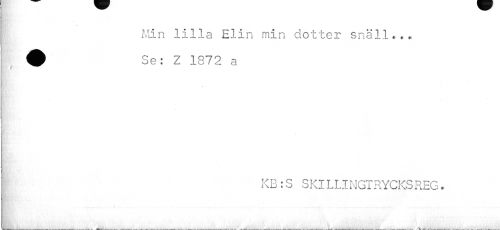 Min lilla Elin min dotter snäll...
Se: Z 1872 a
KB:S SKILLINGTRYCKSREG.